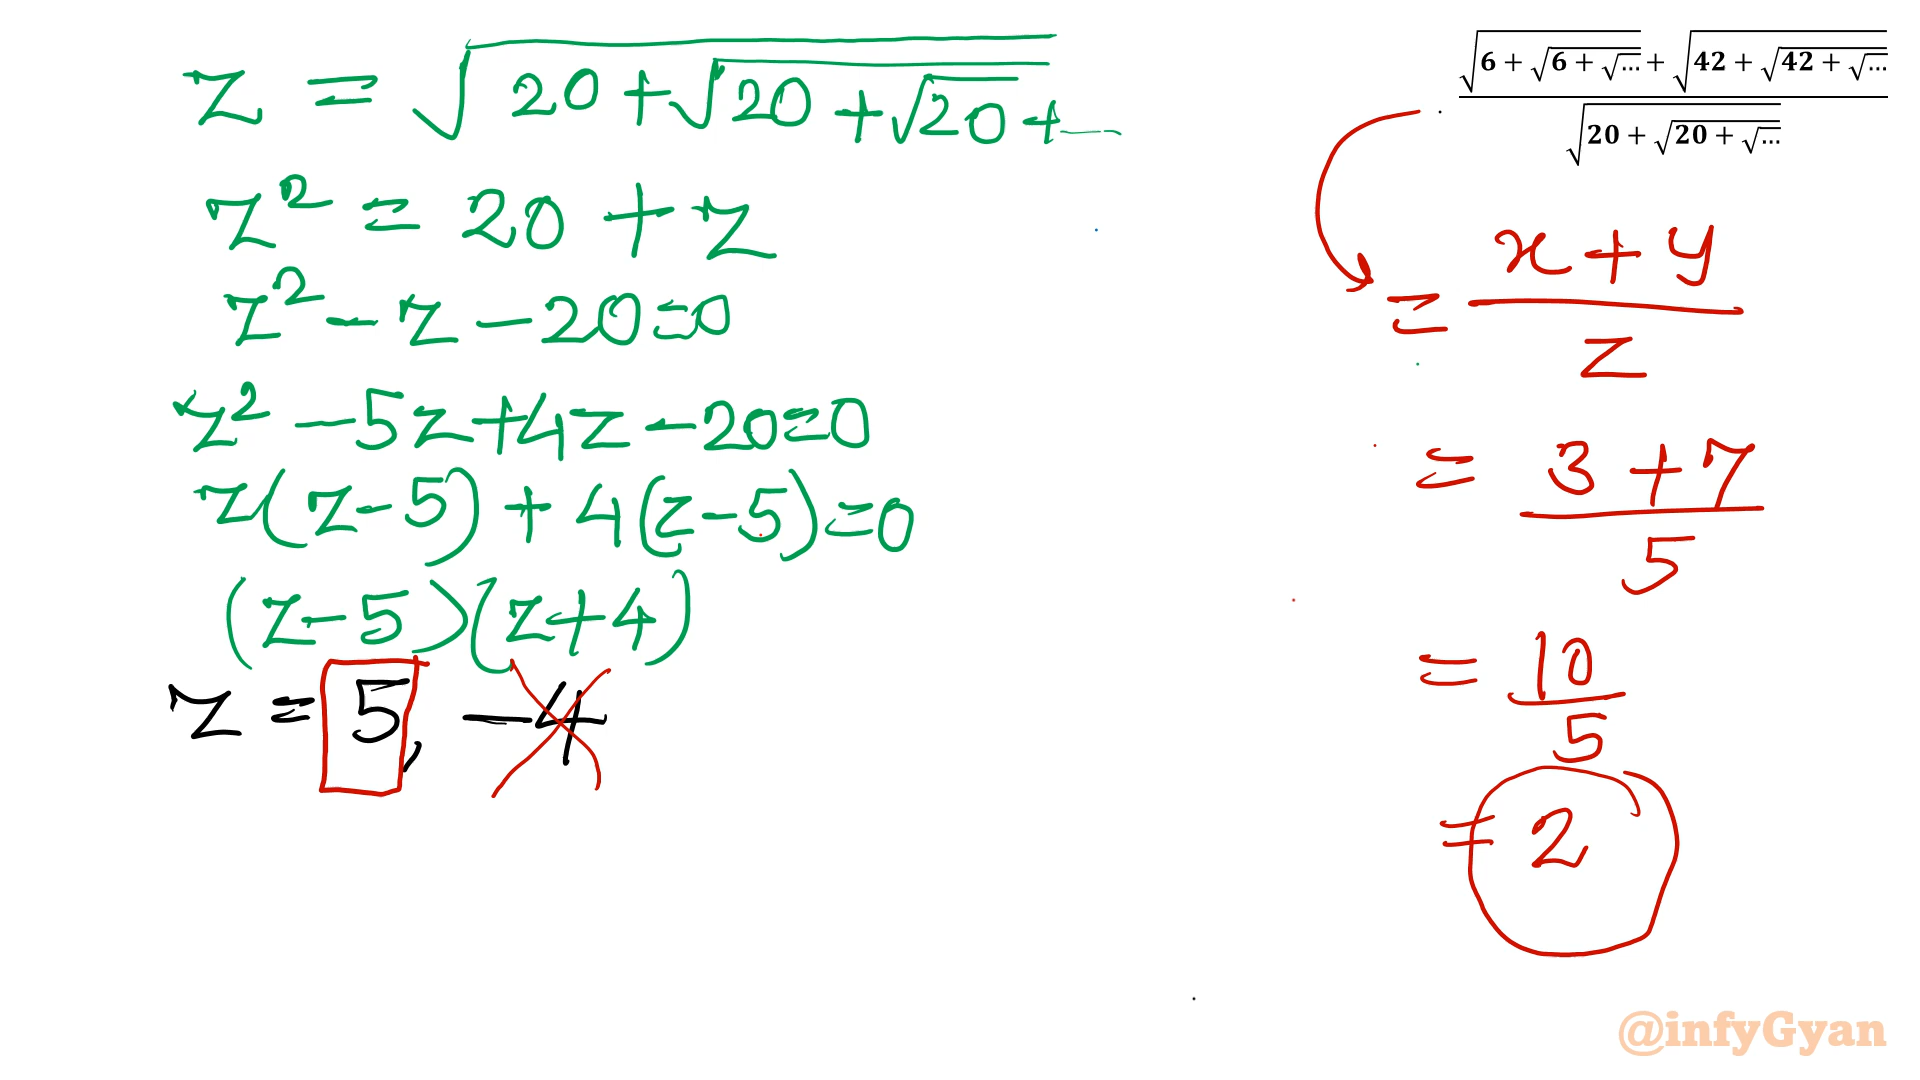 z = √(20 + √(20 + √(20 + ---
z² = 20 + z
z² - z - 20 = 0
z² - 5z + 4z - 20 = 0
z(z - 5) + 4(z - 5) = 0
(z - 5)(z + 4)
z = 5, -4
(√(6 + √(6 + √...)) + √(42 + √(42 + √...))) / √(20 + √(20 + √...))
= (x + y) / z
= (3 + 7) / 5
= 10 / 5
= 2
@infyGyan